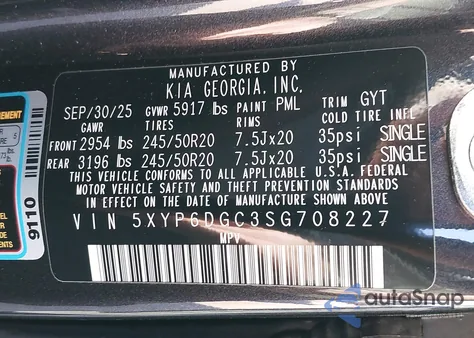 MANUFACTURED BY
KIA GEORGIA, INC.
SEP/30/25 GVWR 5917 lbs PAINT PML TRIM GYT
GAWR TIRES RIMS COLD TIRE INFL
FRONT 2954 lbs 245/50R20 7.5Jx20 35psi SINGLE
REAR 3196 lbs 245/50R20 7.5Jx20 35psi SINGLE
THIS VEHICLE CONFORMS TO ALL APPLICABLE U.S.A. FEDERAL
MOTOR VEHICLE SAFETY AND THEFT PREVENTION STANDARDS
IN EFFECT ON THE DATE OF MANUFACTURE SHOWN ABOVE
VIN 5XYP6DGC3SG708227
MPV
9110
autoSnap